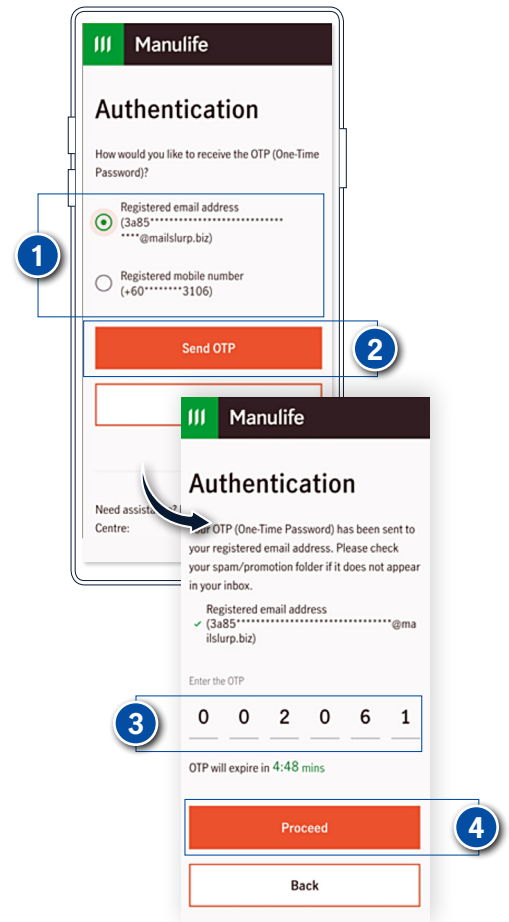 Manulife
Authentication
How would you like to receive the OTP (One-Time
Password)?
Registered email address
(3a85****************************
****@mailslurp.biz)
1
Registered mobile number
(+60********3106)
Send OTP
2
Need assistance?
Centre:
Manulife
Authentication
Your OTP (One-Time Password) has been sent to
your registered email address. Please check
your spam/promotion folder if it does not appear
in your inbox.
Registered email address
(3a85********************************@ma
ilslurp.biz)
Enter the OTP
3
0 0 2 0 6 1
OTP will expire in 4:48 mins
Proceed
4
Back